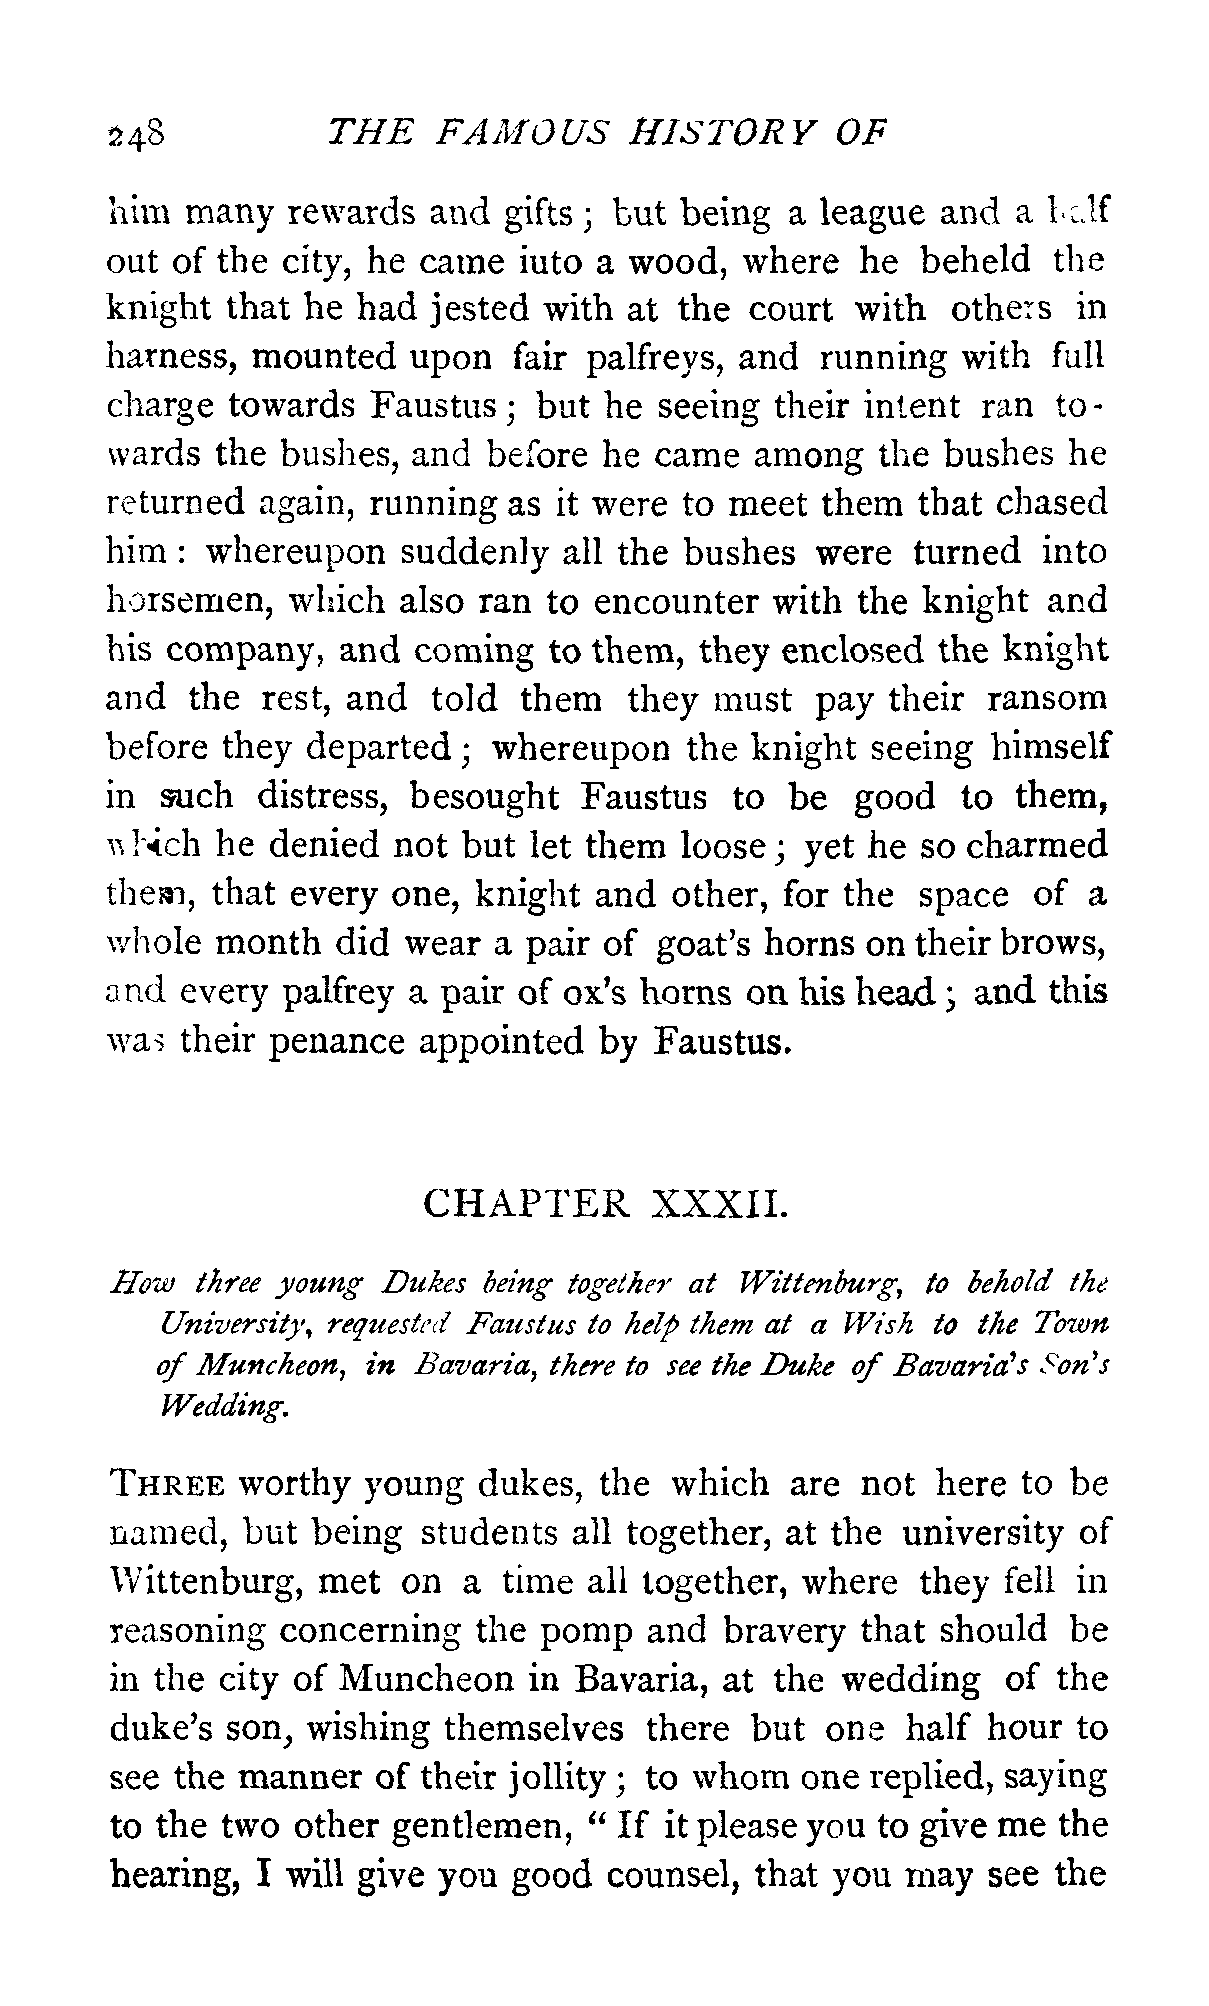 248 THE FAMOUS HISTORY OF
him many rewards and gifts ; but being a league and a half
out of the city, he came iuto a wood, where he beheld the
knight that he had jested with at the court with others in
harness, mounted upon fair palfreys, and running with full
charge towards Faustus ; but he seeing their intent ran to-
wards the bushes, and before he came among the bushes he
returned again, running as it were to meet them that chased
him : whereupon suddenly all the bushes were turned into
horsemen, which also ran to encounter with the knight and
his company, and coming to them, they enclosed the knight
and the rest, and told them they must pay their ransom
before they departed ; whereupon the knight seeing himself
in such distress, besought Faustus to be good to them,
which he denied not but let them loose ; yet he so charmed
them, that every one, knight and other, for the space of a
whole month did wear a pair of goat's horns on their brows,
and every palfrey a pair of ox's horns on his head ; and this
was their penance appointed by Faustus.
CHAPTER XXXII.
How three young Dukes being together at Wittenburg, to behold the
University, requested Faustus to help them at a Wish to the Town
of Muncheon, in Bavaria, there to see the Duke of Bavaria's Son's
Wedding.
THREE worthy young dukes, the which are not here to be
named, but being students all together, at the university of
Wittenburg, met on a time all together, where they fell in
reasoning concerning the pomp and bravery that should be
in the city of Muncheon in Bavaria, at the wedding of the
duke's son, wishing themselves there but one half hour to
see the manner of their jollity ; to whom one replied, saying
to the two other gentlemen, " If it please you to give me the
hearing, I will give you good counsel, that you may see the